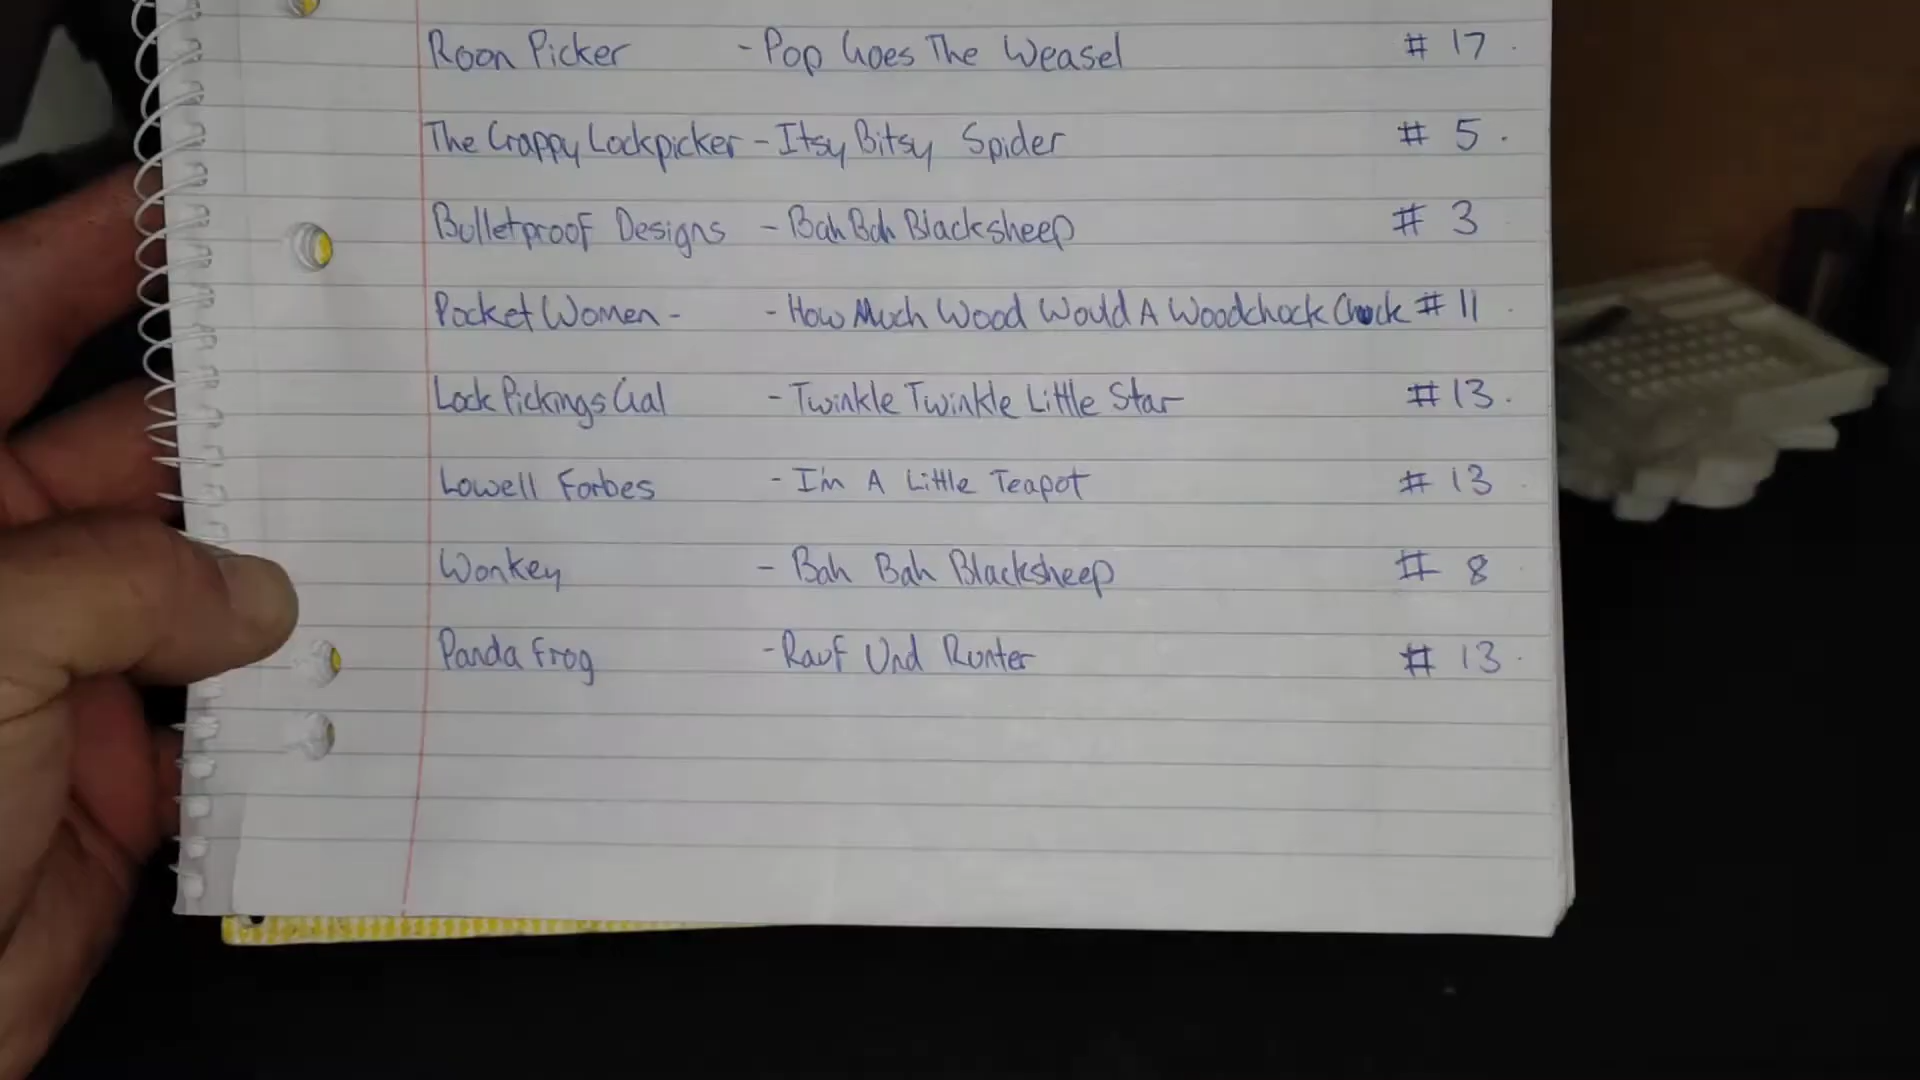 Roon Picker - Pop Goes The Weasel # 17.
The Crappy Lockpicker - Itsy Bitsy Spider # 5.
Bulletproof Designs - Bah Bah Blacksheep # 3
Pocket Women - - How Much Wood Would A Woodchuck Chuck # 11.
Lock Pickings Gal - Twinkle Twinkle Little Star # 13.
Lowell Forbes - I'm A Little Teapot # 13.
Wonkey - Bah Bah Blacksheep # 8
Panda Frog - Rauf Und Runter # 13.